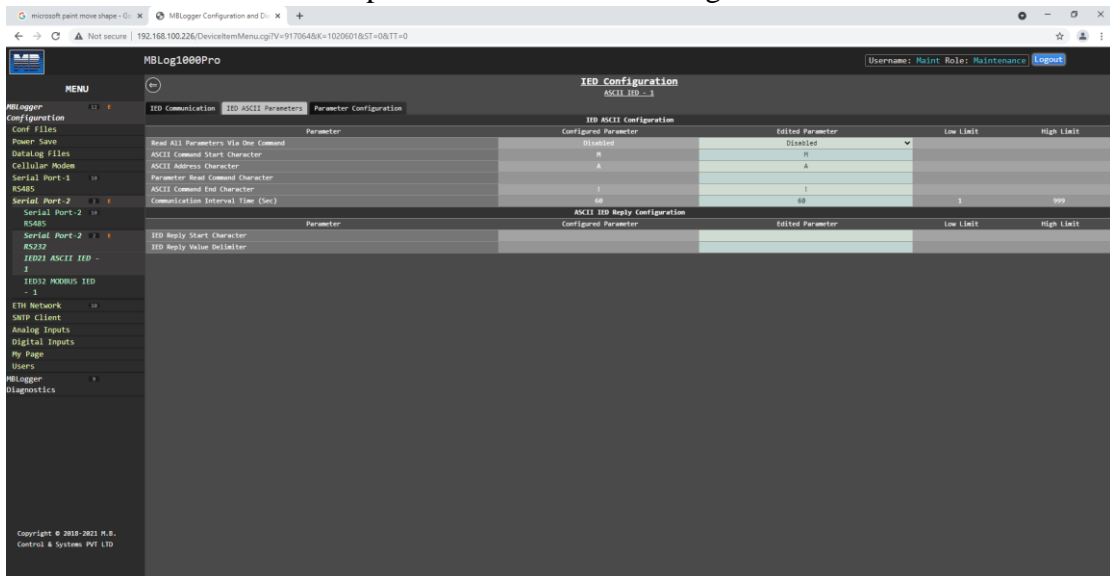 microsoft paint move shape - Go
MBLogger Configuration and Di
Not secure | 192.168.100.226/DeviceItemMenu.cgi?V=917064&K=1020601&ST=0&TT=0
MB
MBLog1000Pro
Username: Maint Role: Maintenance Logout
MENU
IED Configuration
ASCII IED - 1
MBLogger 12
Configuration
Conf Files
Power Save
DataLog Files
Cellular Modem
Serial Port-1 10
RS485
Serial Port-2
Serial Port-2 10
RS485
Serial Port-2
RS232
IED21 ASCII IED -
1
IED32 MODBUS IED
- 1
ETH Network 10
SNTP Client
Analog Inputs
Digital Inputs
My Page
Users
MBLogger
Diagnostics
Copyright © 2018-2021 M.B.
Control & Systems PVT LTD
IED Communication IED ASCII Parameters Parameter Configuration
IED ASCII Configuration
Parameter Configured Parameter Edited Parameter Low Limit High Limit
Read All Parameters Via One Command Disabled Disabled
ASCII Command Start Character M M
ASCII Address Character A A
Parameter Read Command Character
ASCII Command End Character
Communication Interval Time (Sec) 60 60 1 999
ASCII IED Reply Configuration
Parameter Configured Parameter Edited Parameter Low Limit High Limit
IED Reply Start Character
IED Reply Value Delimiter